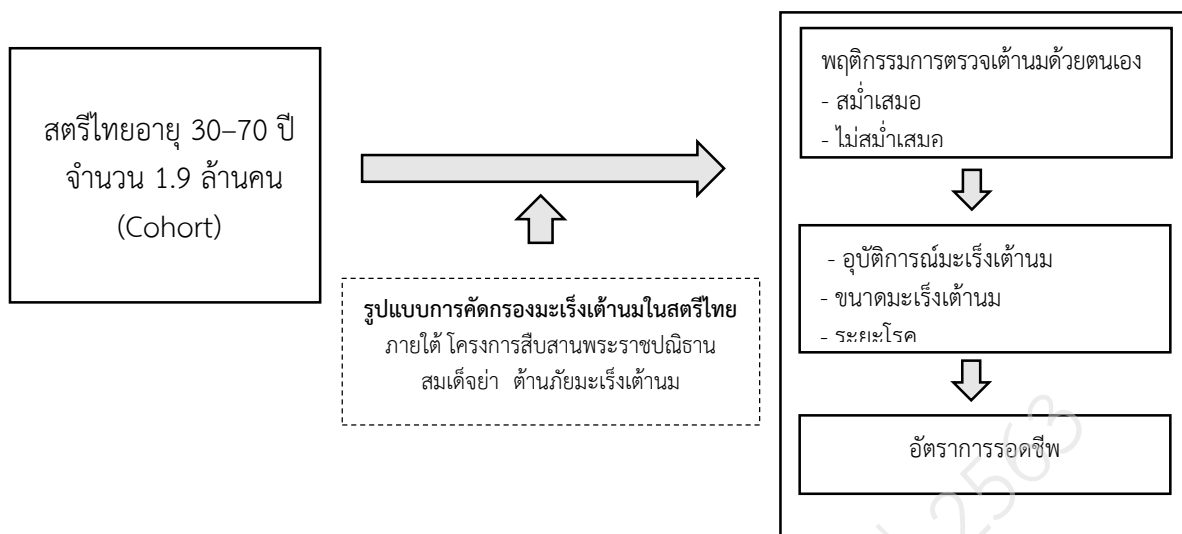 สตรีไทยอายุ 30–70 ปี
จำนวน 1.9 ล้านคน
(Cohort)
รูปแบบการคัดกรองมะเร็งเต้านมในสตรีไทย
ภายใต้ โครงการสืบสานพระราชปณิธาน
สมเด็จย่า ต้านภัยมะเร็งเต้านม
พฤติกรรมการตรวจเต้านมด้วยตนเอง
- สม่ำเสมอ
- ไม่สม่ำเสมอ
- อุบัติการณ์มะเร็งเต้านม
- ขนาดมะเร็งเต้านม
- ระยะโรค
อัตราการรอดชีพ
2563